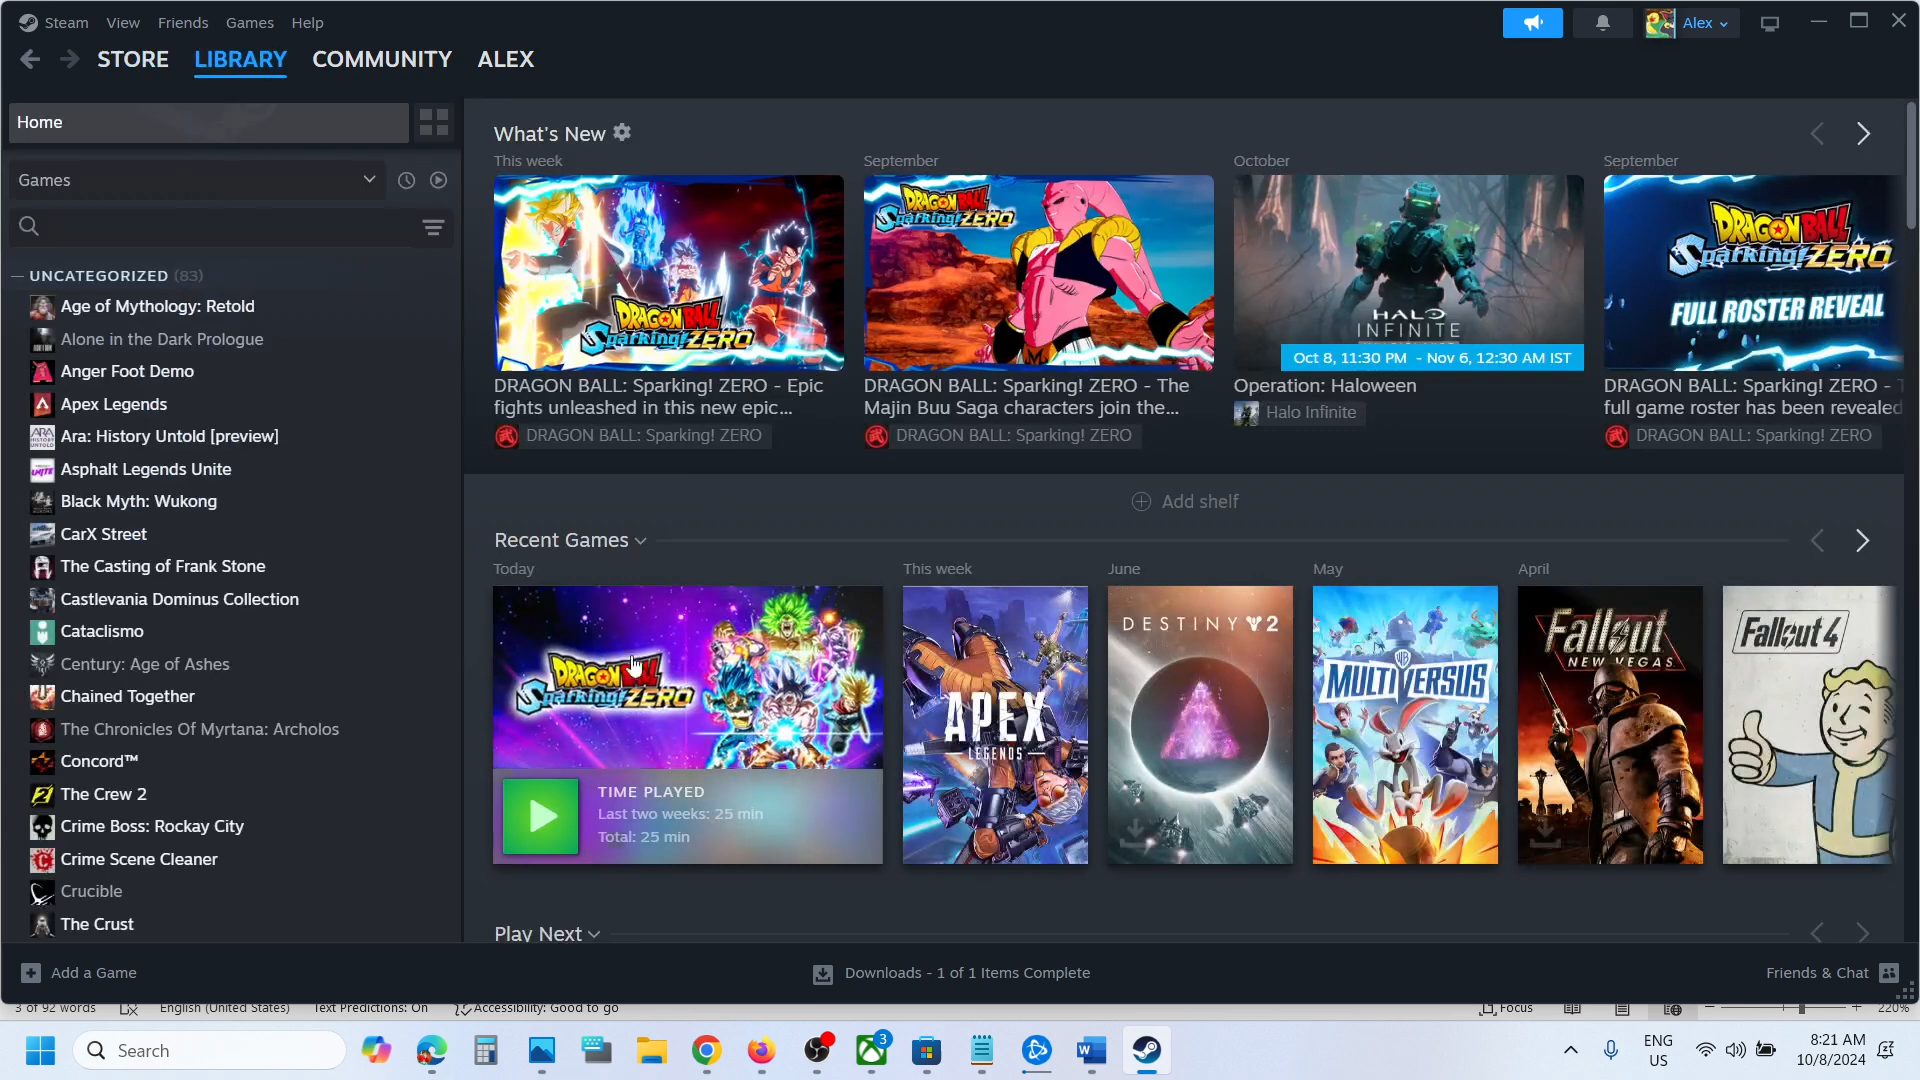 Steam View Friends Games Help Alex
STORE LIBRARY COMMUNITY ALEX
Home
Games
UNCATEGORIZED (83)
Age of Mythology: Retold
Alone in the Dark Prologue
Anger Foot Demo
Apex Legends
Ara: History Untold [preview]
Asphalt Legends Unite
Black Myth: Wukong
CarX Street
The Casting of Frank Stone
Castlevania Dominus Collection
Cataclismo
Century: Age of Ashes
Chained Together
The Chronicles Of Myrtana: Archolos
Concord™
The Crew 2
Crime Boss: Rockay City
Crime Scene Cleaner
Crucible
The Crust
What's New
This week
DRAGON BALL
Sparking! ZERO
DRAGON BALL: Sparking! ZERO - Epic
fights unleashed in this new epic...
DRAGON BALL: Sparking! ZERO
September
DRAGON BALL
Sparking! ZERO
DRAGON BALL: Sparking! ZERO - The
Majin Buu Saga characters join the...
DRAGON BALL: Sparking! ZERO
October
HALO
INFINITE
Oct 8, 11:30 PM - Nov 6, 12:30 AM IST
Operation: Haloween
Halo Infinite
September
DRAGON BALL
Sparking! ZERO
FULL ROSTER REVEAL
DRAGON BALL: Sparking! ZERO -
full game roster has been revealed
DRAGON BALL: Sparking! ZERO
Add shelf
Recent Games
Today
DRAGON BALL
Sparking! ZERO
TIME PLAYED
Last two weeks: 25 min
Total: 25 min
This week
APEX
LEGENDS
June
DESTINY 2
May
WB
MULTIVERSUS
April
Fallout
NEW VEGAS
Fallout 4
Play Next
Add a Game
Downloads - 1 of 1 Items Complete
Friends & Chat
3 of 92 words English (United States) Text Predictions: On Accessibility: Good to go Focus 220%
Search
3
W
ENG
US
8:21 AM
10/8/2024